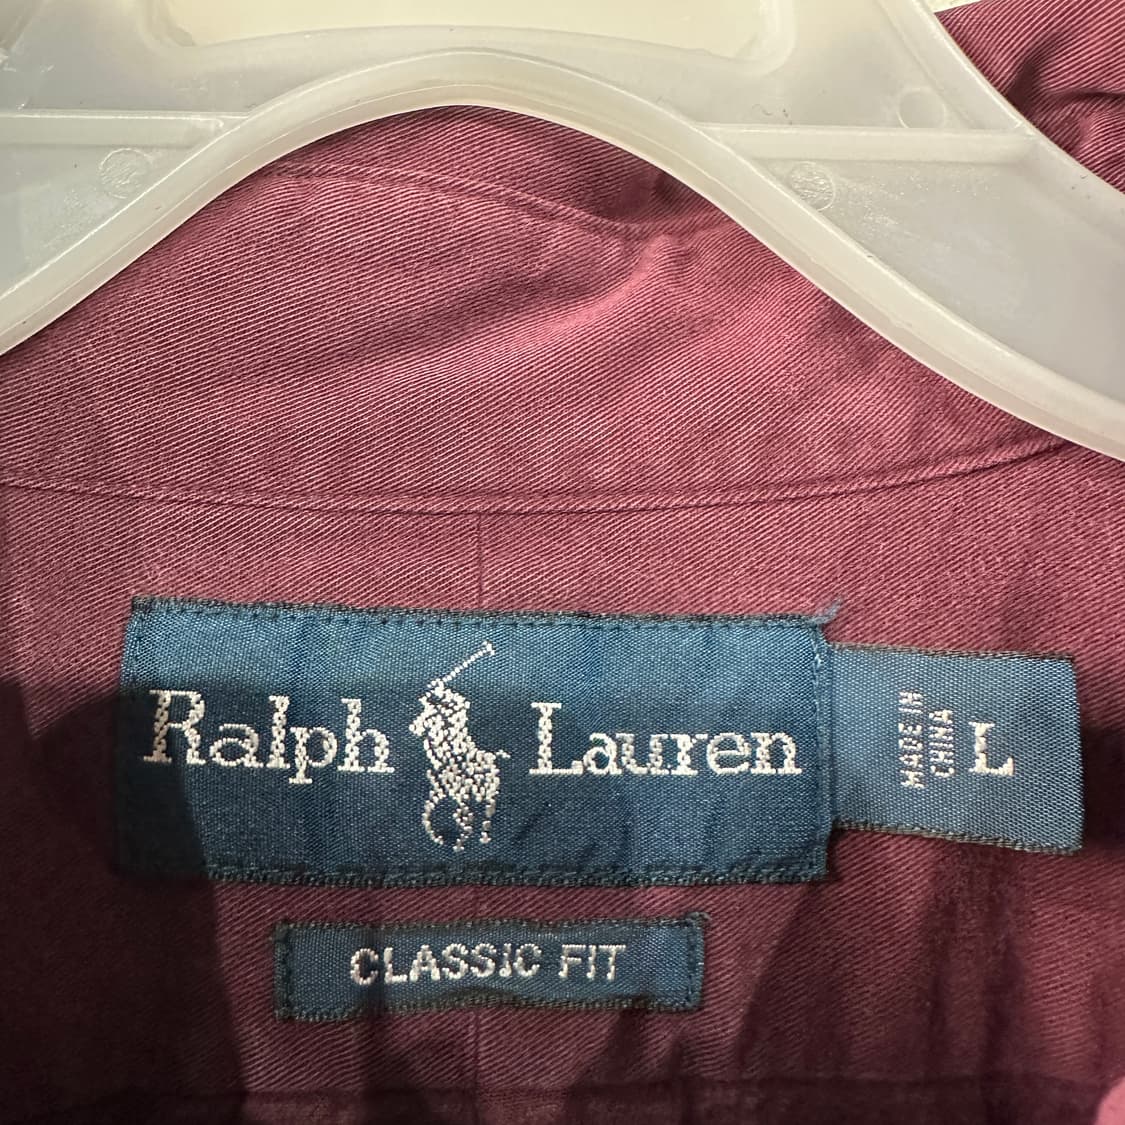 Ralph Lauren
MADE IN
CHINA
L
CLASSIC FIT